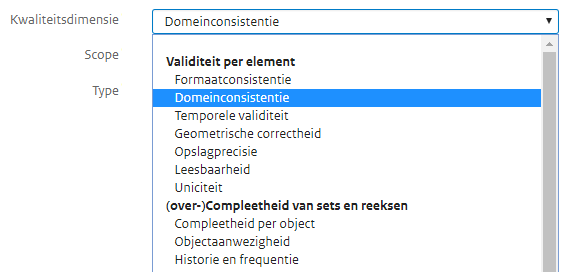 Kwaliteitsdimensie Domeinconsistentie
Scope
Validiteit per element
Formaatconsistentie
Type
Domeinconsistentie
Temporele validiteit
Geometrische correctheid
Opslagprecisie
Leesbaarheid
Uniciteit
(over-)Compleetheid van sets en reeksen
Compleetheid per object
Objectaanwezigheid
Historie en frequentie